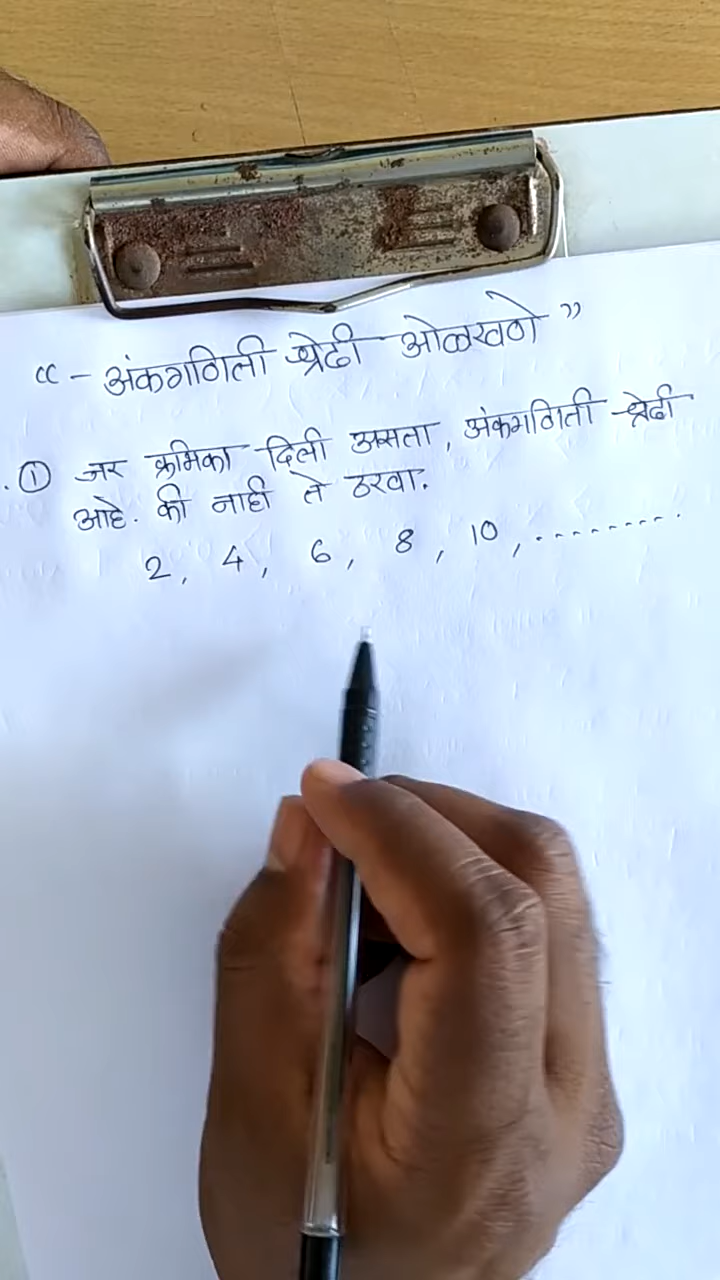 “ - अंकगणिती श्रेढी ओळखणे ”
① जर क्रमिका दिली असता, अंकगणिती श्रेढी
आहे. की नाही ते ठरवा.
2, 4, 6, 8, 10, .........